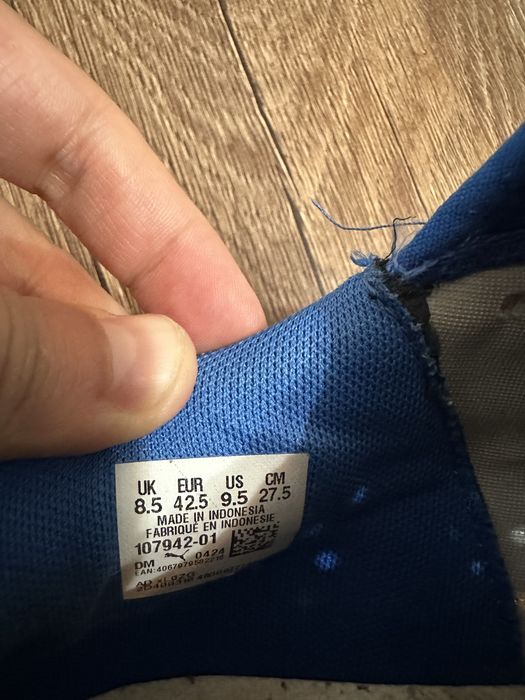 UK EUR US CM
8.5 42.5 9.5 27.5
MADE IN INDONESIA
FABRIQUÉ EN INDONESIE
107942-01
DM 0424
EAN: